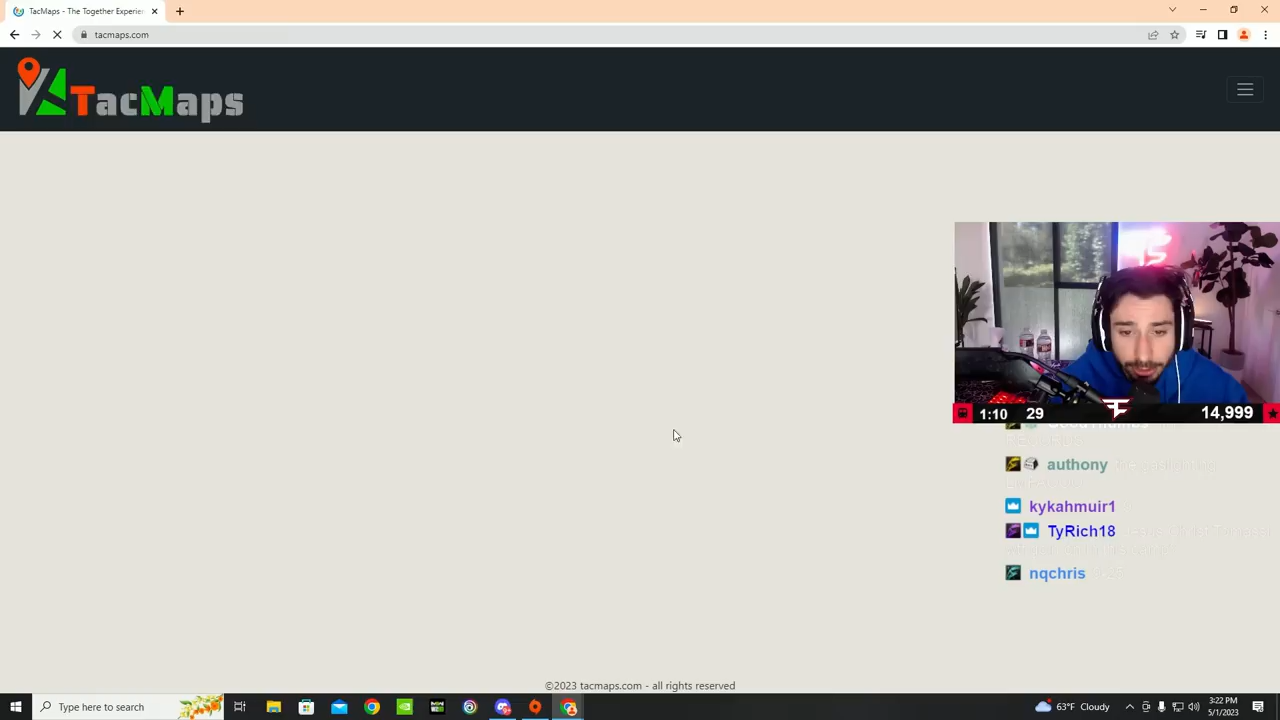 TacMaps - The Together Experien
tacmaps.com
TacMaps
1:10 29 14,999
authony
kykahmuir1
TyRich18
nqchris
©2023 tacmaps.com - all rights reserved
Type here to search
63°F Cloudy
3:22 PM
5/1/2023